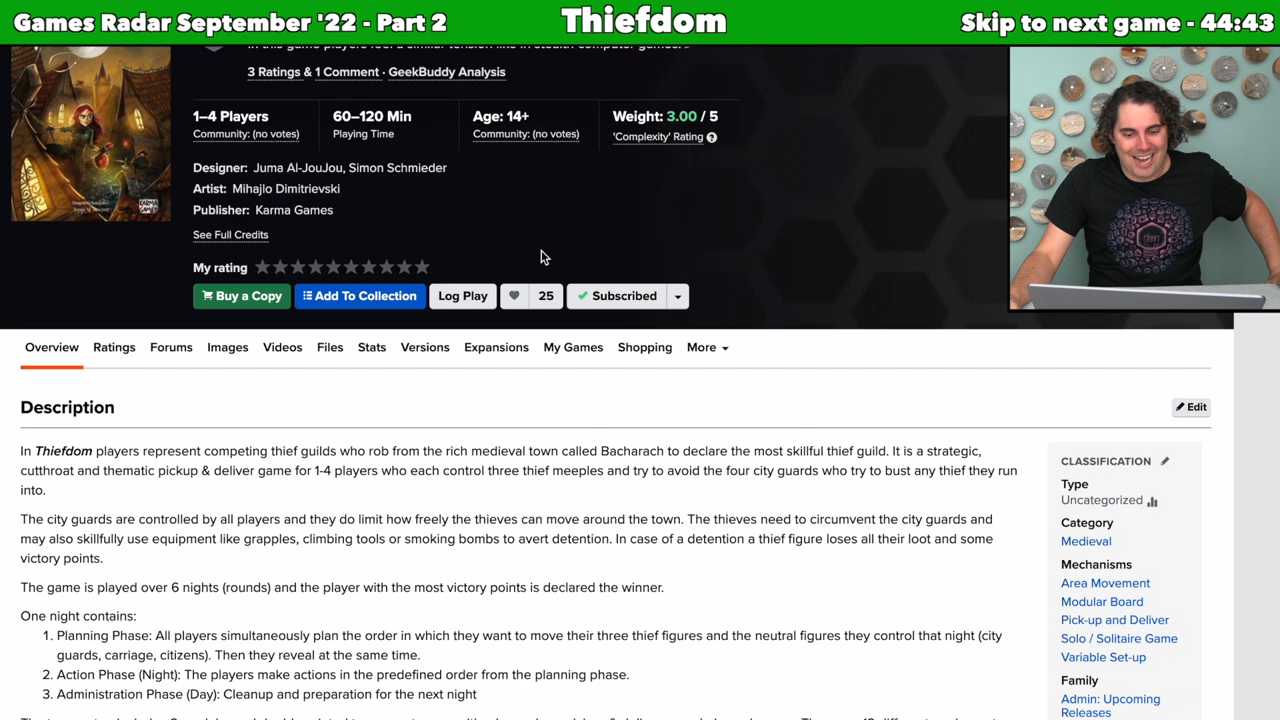 Games Radar September '22 - Part 2
Thiefdom
Skip to next game - 44:43
3 Ratings & 1 Comment · GeekBuddy Analysis
1–4 Players
Community: (no votes)
60–120 Min
Playing Time
Age: 14+
Community: (no votes)
Weight: 3.00 / 5
'Complexity' Rating
Designer: Juma Al-JouJou, Simon Schmieder
Artist: Mihajlo Dimitrievski
Publisher: Karma Games
See Full Credits
My rating
Buy a Copy
Add To Collection
Log Play
25
Subscribed
Overview
Ratings
Forums
Images
Videos
Files
Stats
Versions
Expansions
My Games
Shopping
More
Description
Edit
In Thiefdom players represent competing thief guilds who rob from the rich medieval town called Bacharach to declare the most skillful thief guild. It is a strategic,
cutthroat and thematic pickup & deliver game for 1-4 players who each control three thief meeples and try to avoid the four city guards who try to bust any thief they run
into.
The city guards are controlled by all players and they do limit how freely the thieves can move around the town. The thieves need to circumvent the city guards and
may also skillfully use equipment like grapples, climbing tools or smoking bombs to avert detention. In case of a detention a thief figure loses all their loot and some
victory points.
The game is played over 6 nights (rounds) and the player with the most victory points is declared the winner.
One night contains:
1. Planning Phase: All players simultaneously plan the order in which they want to move their three thief figures and the neutral figures they control that night (city
guards, carriage, citizens). Then they reveal at the same time.
2. Action Phase (Night): The players make actions in the predefined order from the planning phase.
3. Administration Phase (Day): Cleanup and preparation for the next night
CLASSIFICATION
Type
Uncategorized
Category
Medieval
Mechanisms
Area Movement
Modular Board
Pick-up and Deliver
Solo / Solitaire Game
Variable Set-up
Family
Admin: Upcoming
Releases